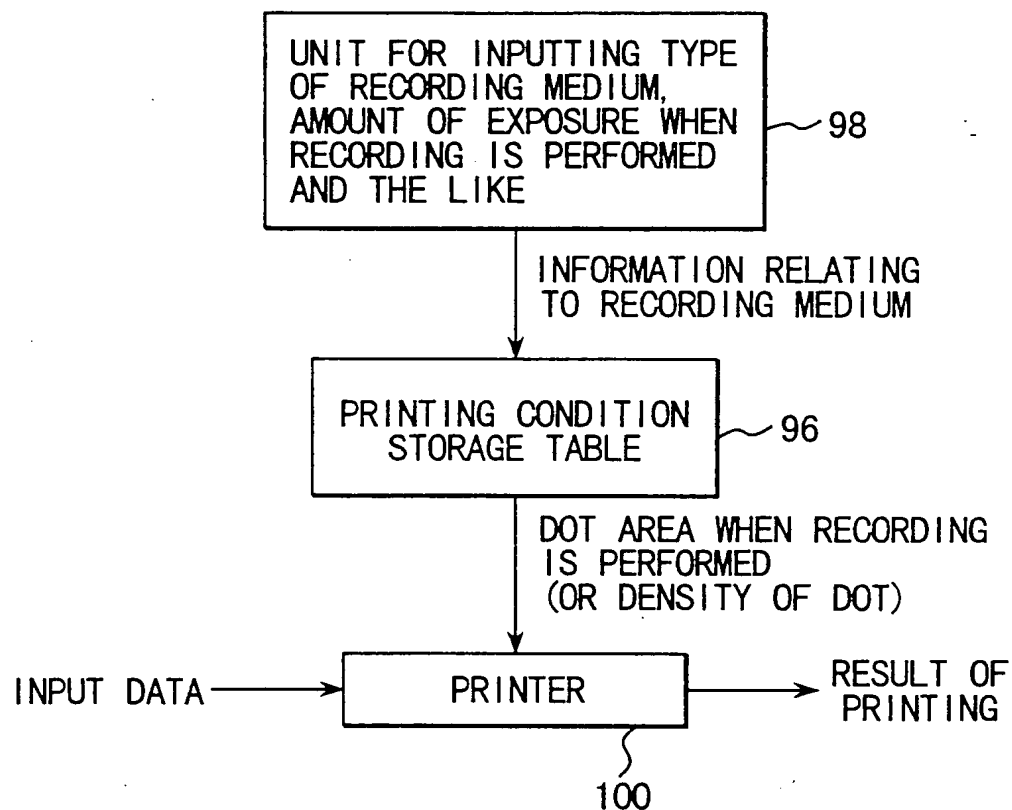 UNIT FOR INPUTTING TYPE
OF RECORDING MEDIUM,
AMOUNT OF EXPOSURE WHEN
RECORDING IS PERFORMED
AND THE LIKE
98
INFORMATION RELATING
TO RECORDING MEDIUM
PRINTING CONDITION
STORAGE TABLE
96
DOT AREA WHEN RECORDING
IS PERFORMED
(OR DENSITY OF DOT)
INPUT DATA
PRINTER
RESULT OF
PRINTING
100